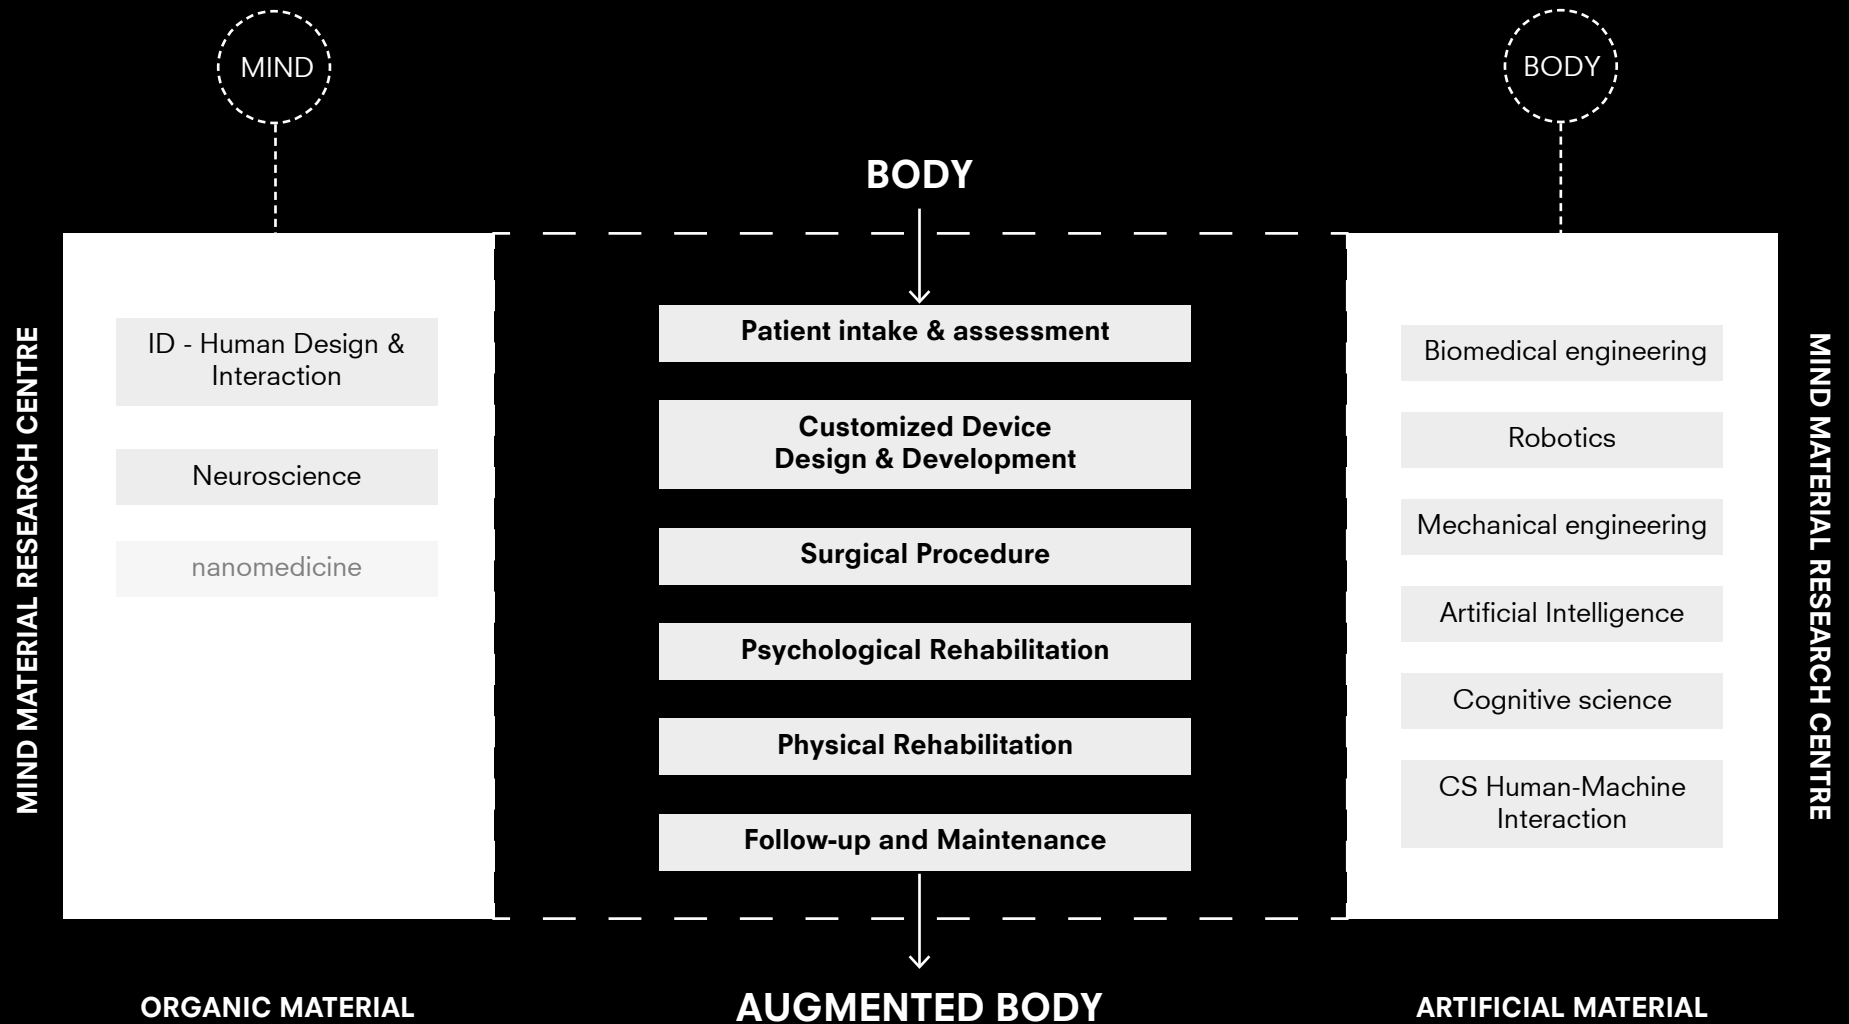 MIND
BODY
BODY
MIND MATERIAL RESEARCH CENTRE
ID - Human Design &
Interaction
Neuroscience
nanomedicine
Patient intake & assessment
Customized Device
Design & Development
Surgical Procedure
Psychological Rehabilitation
Physical Rehabilitation
Follow-up and Maintenance
Biomedical engineering
Robotics
Mechanical engineering
Artificial Intelligence
Cognitive science
CS Human-Machine
Interaction
MIND MATERIAL RESEARCH CENTRE
ORGANIC MATERIAL
AUGMENTED BODY
ARTIFICIAL MATERIAL